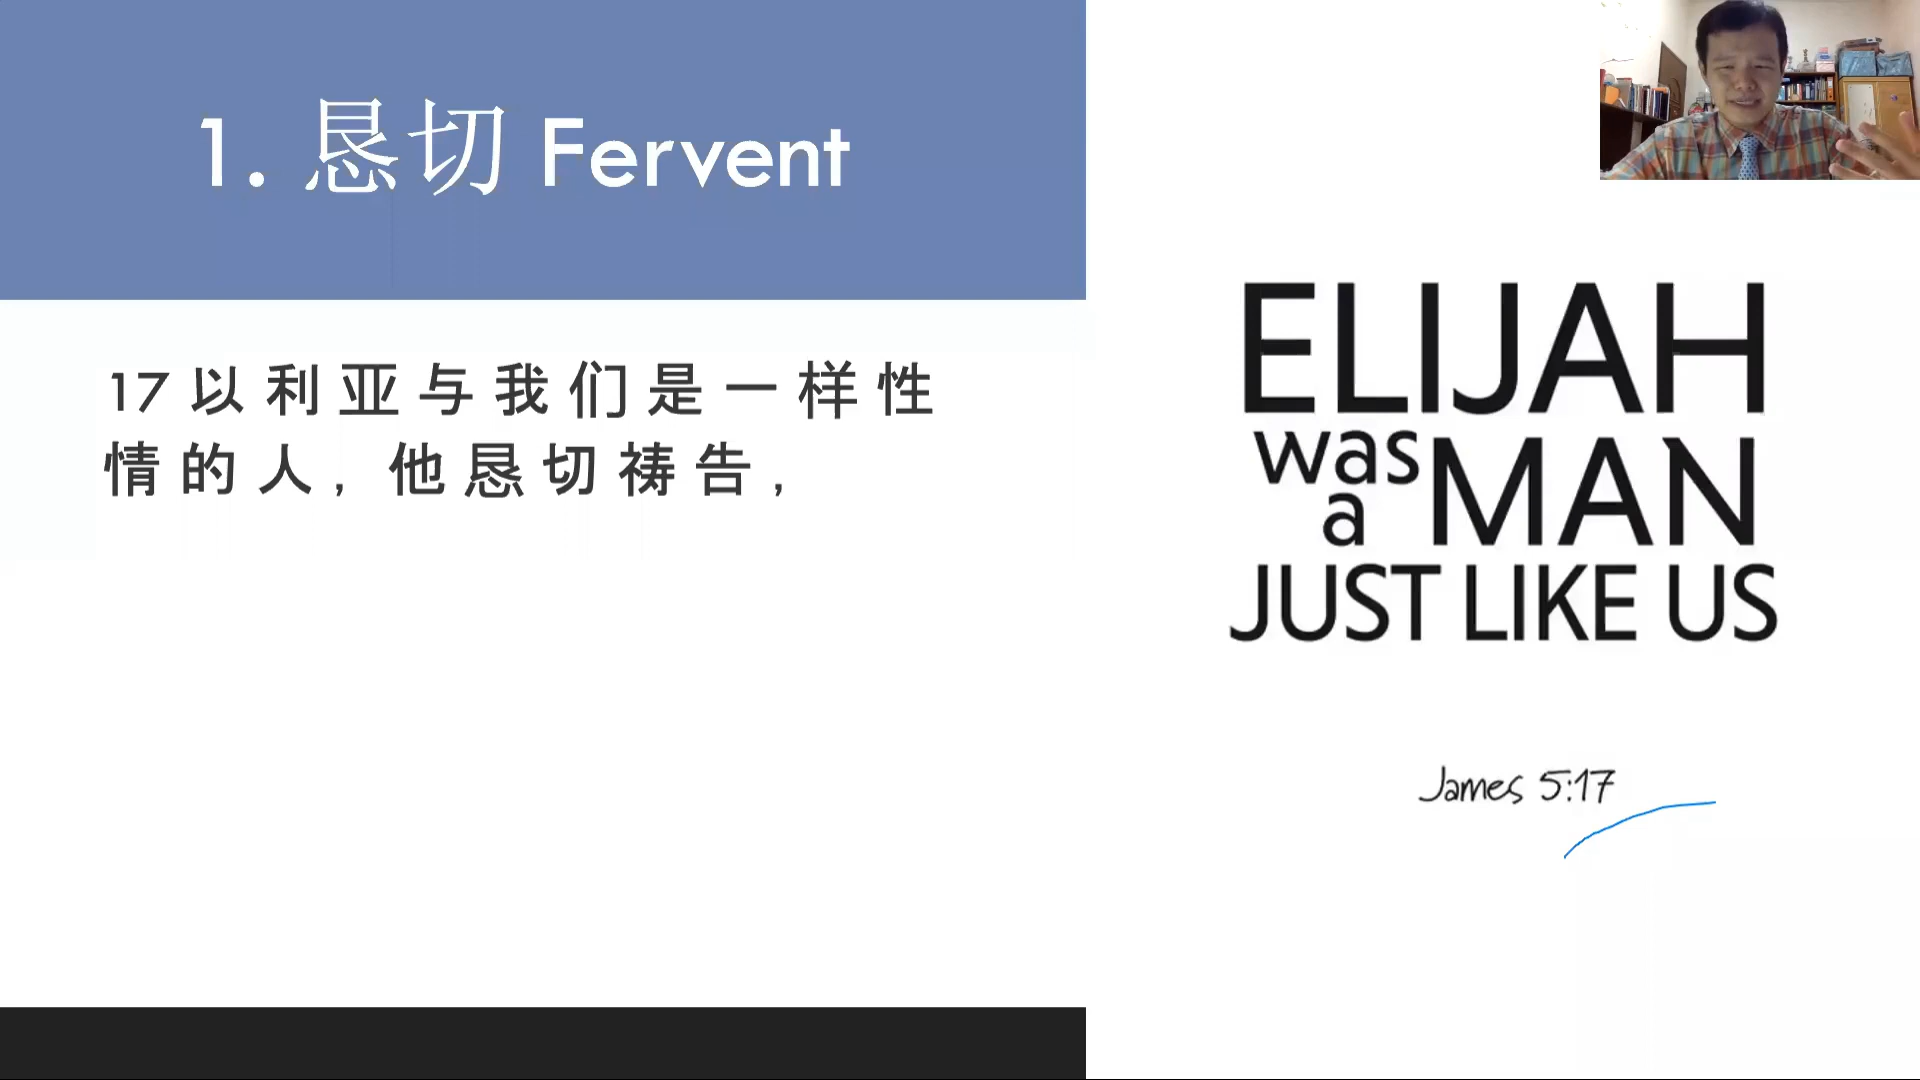 1. 恳切 Fervent
17 以利亚与我们是一样性
情的人, 他恳切祷告,
ELIJAH
was
a MAN
JUST LIKE US
James 5:17